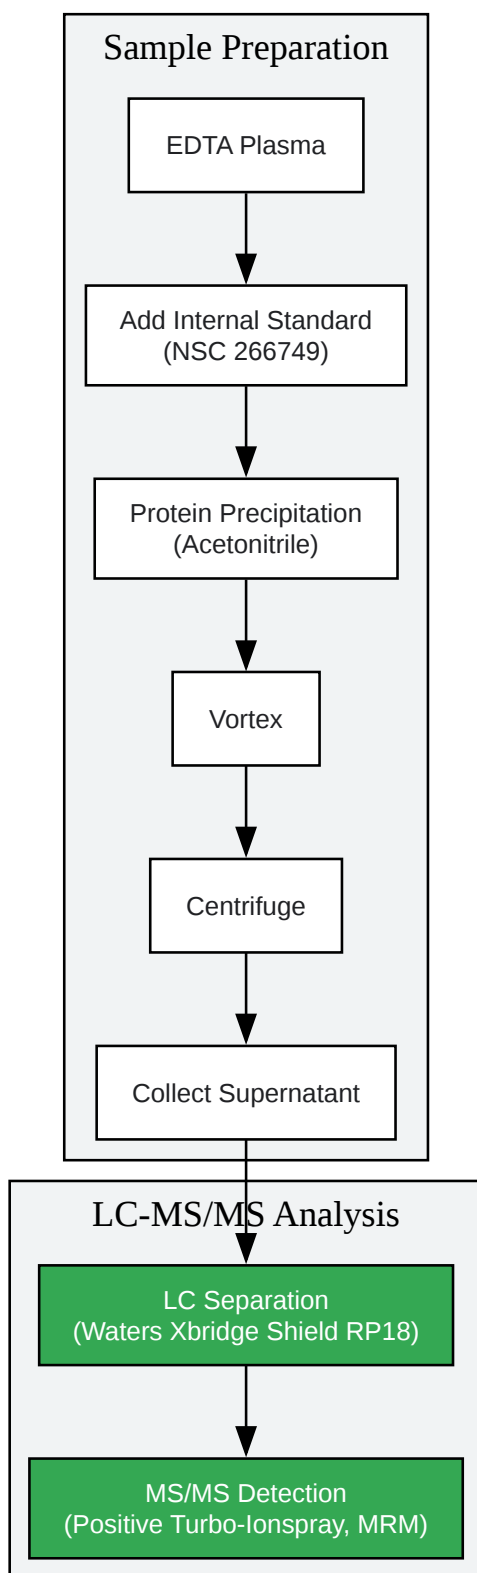 Sample Preparation
EDTA Plasma
Add Internal Standard
(NSC 266749)
Protein Precipitation
(Acetonitrile)
Vortex
Centrifuge
Collect Supernatant
LC-MS/MS Analysis
LC Separation
(Waters Xbridge Shield RP18)
MS/MS Detection
(Positive Turbo-Ionspray, MRM)